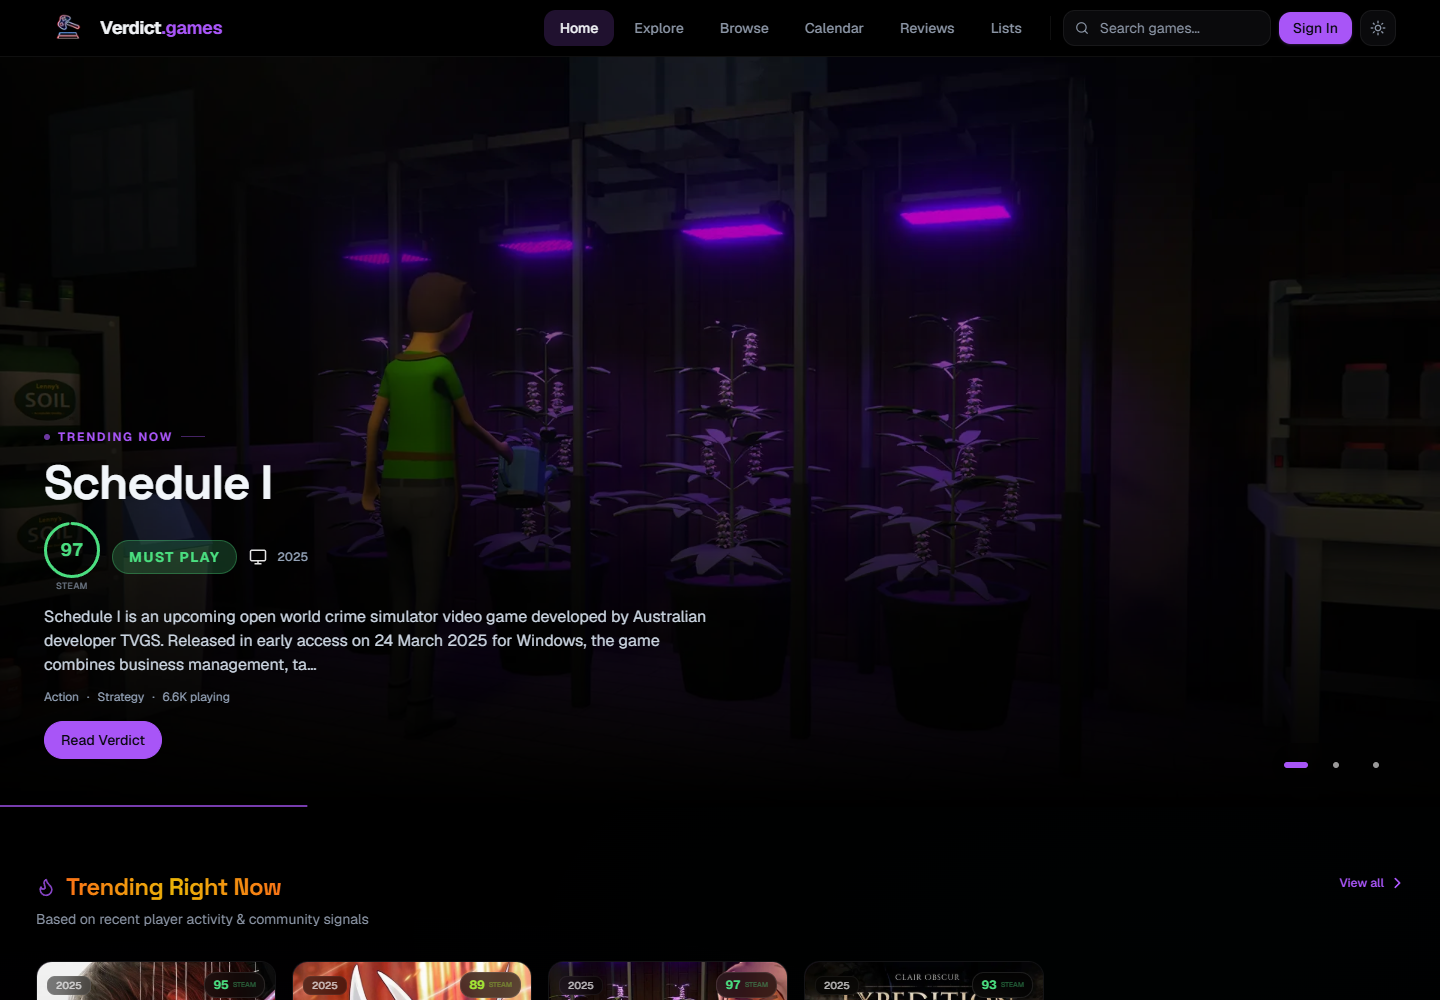 Verdict.games
Home
Explore
Browse
Calendar
Reviews
Lists
Search games...
Sign In
SOIL
TRENDING NOW
Schedule I
97
MUST PLAY
2025
STEAM
Schedule I is an upcoming open world crime simulator video game developed by Australian
developer TVGS. Released in early access on 24 March 2025 for Windows, the game
combines business management, ta...
Action · Strategy · 6.6K playing
Read Verdict
Trending Right Now
View all
Based on recent player activity & community signals
2025
95 STEAM
2025
89 STEAM
2025
97 STEAM
2025
CLAIR OBSCUR
93 STEAM